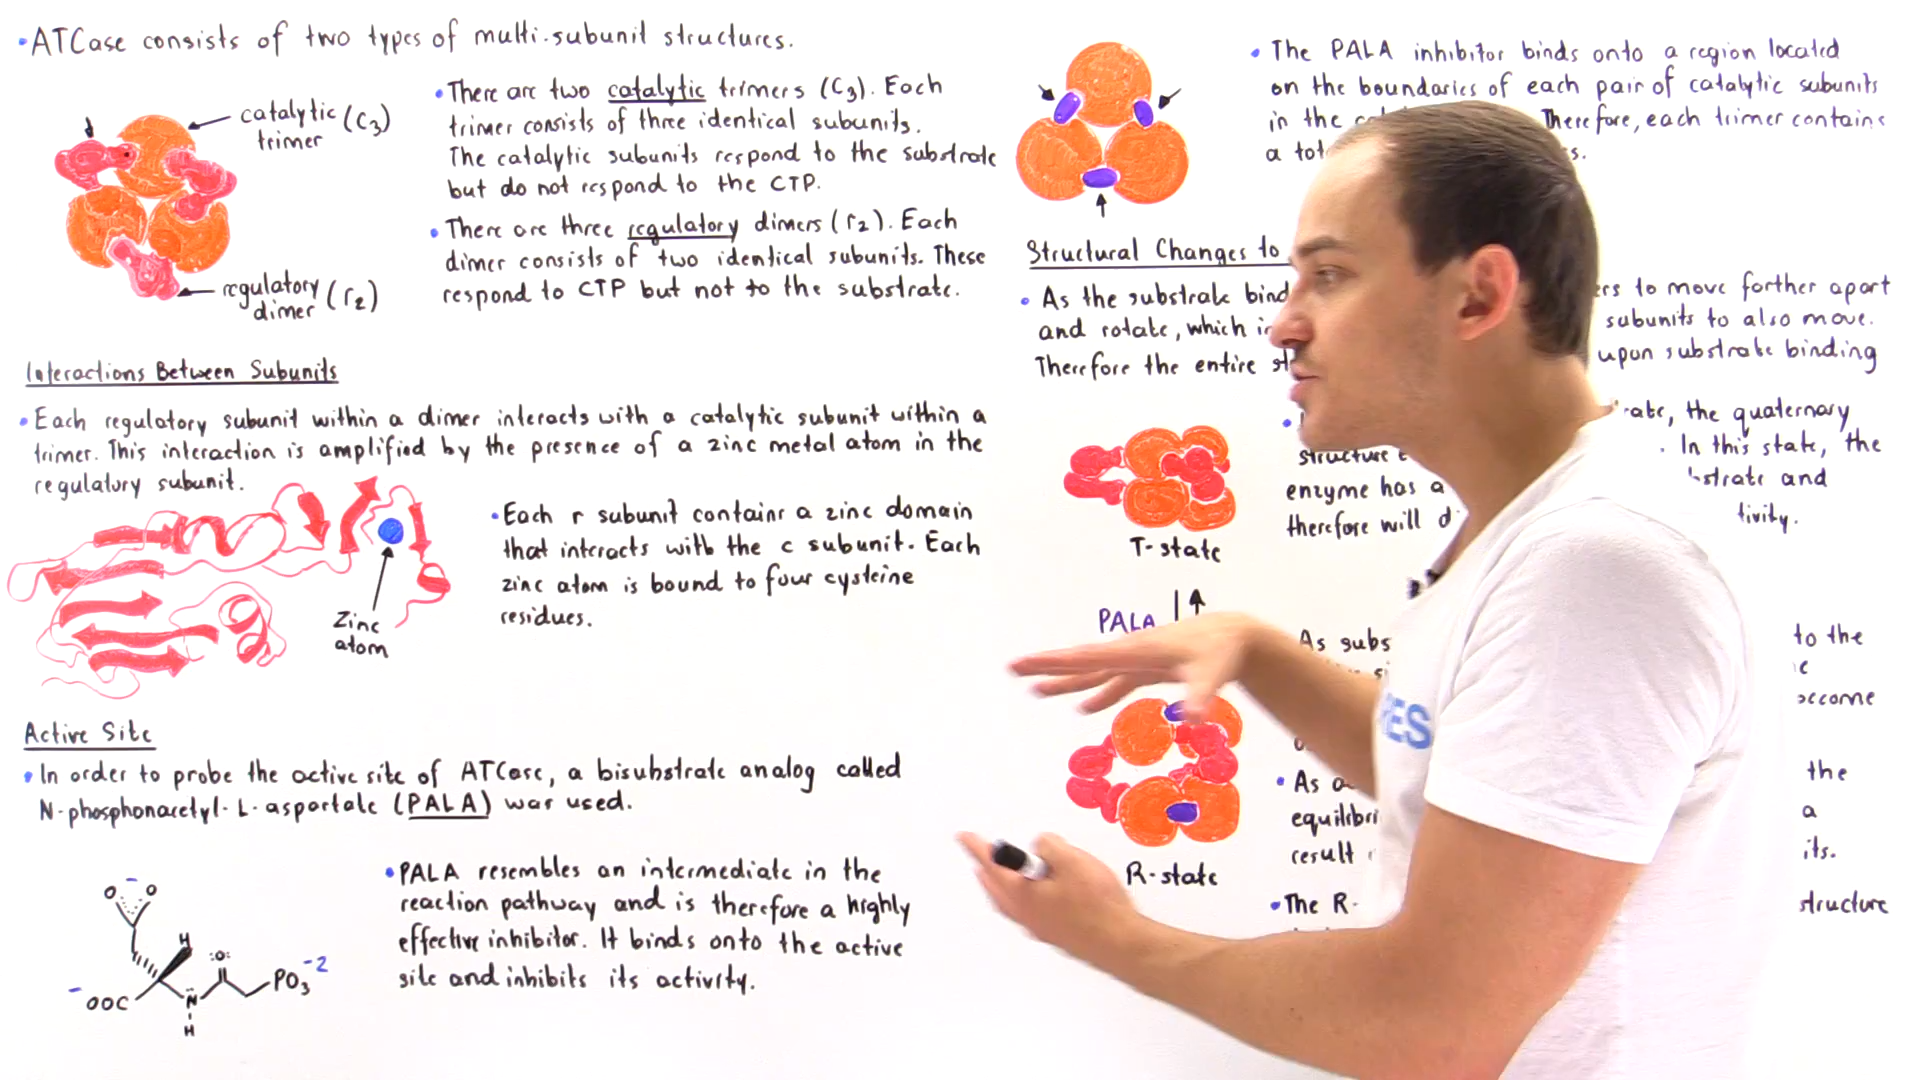 •ATCase consists of two types of multi-subunit structures.
catalytic (C3)
trimer
regulatory (r2)
dimer
•There are two catalytic trimers (C3). Each
trimer consists of three identical subunits.
The catalytic subunits respond to the substrate
but do not respond to the CTP.
•There are three regulatory dimers (r2). Each
dimer consists of two identical subunits. These
respond to CTP but not to the substrate.
Interactions Between Subunits
•Each regulatory subunit within a dimer interacts with a catalytic subunit within a
trimer. This interaction is amplified by the presence of a zinc metal atom in the
regulatory subunit.
Zinc
atom
•Each r subunit contains a zinc domain
that interacts with the c subunit. Each
zinc atom is bound to four cysteine
residues.
Active Site
•In order to probe the active site of ATCase, a bisubstrate analog called
N-phosphonacetyl-L-aspartate (PALA) was used.
O - O
H :O:
-OOC N PO3 -2
H
•PALA resembles an intermediate in the
reaction pathway and is therefore a highly
effective inhibitor. It binds onto the active
site and inhibits its activity.
•The PALA inhibitor binds onto a region located
on the boundaries of each pair of catalytic subunits
in the Therefore, each trimer contains
a tot s.
Structural Changes to
•As the substrate bind ers to move farther apart
and rotate, which subunits to also move.
Therefore the entire st upon substrate binding
T-state
PALA
R-state
rate, the quaternary
structure . In this state, the
enzyme has a strate and
therefore will d tivity.
As subs to the
ecome
•As the
equilibri a
result its.
•The R- structure
RES